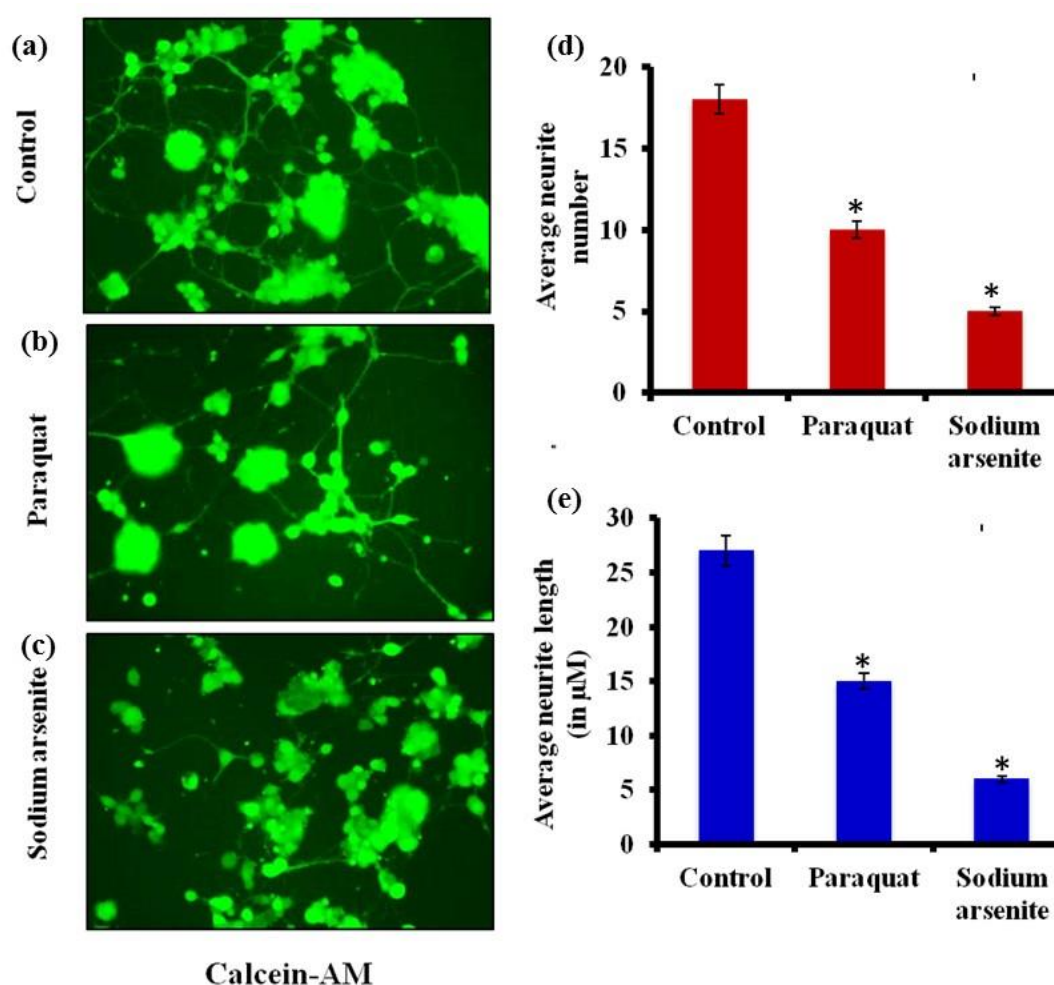 (a)
Control
(b)
Paraquat
(c)
Sodium arsenite
Calcein-AM
(d)
Average neurite
number
20
15
10
5
0
*
*
Control
Paraquat
Sodium
arsenite
(e)
Average neurite length
(in µM)
30
25
20
15
10
5
0
*
*
Control
Paraquat
Sodium
arsenite